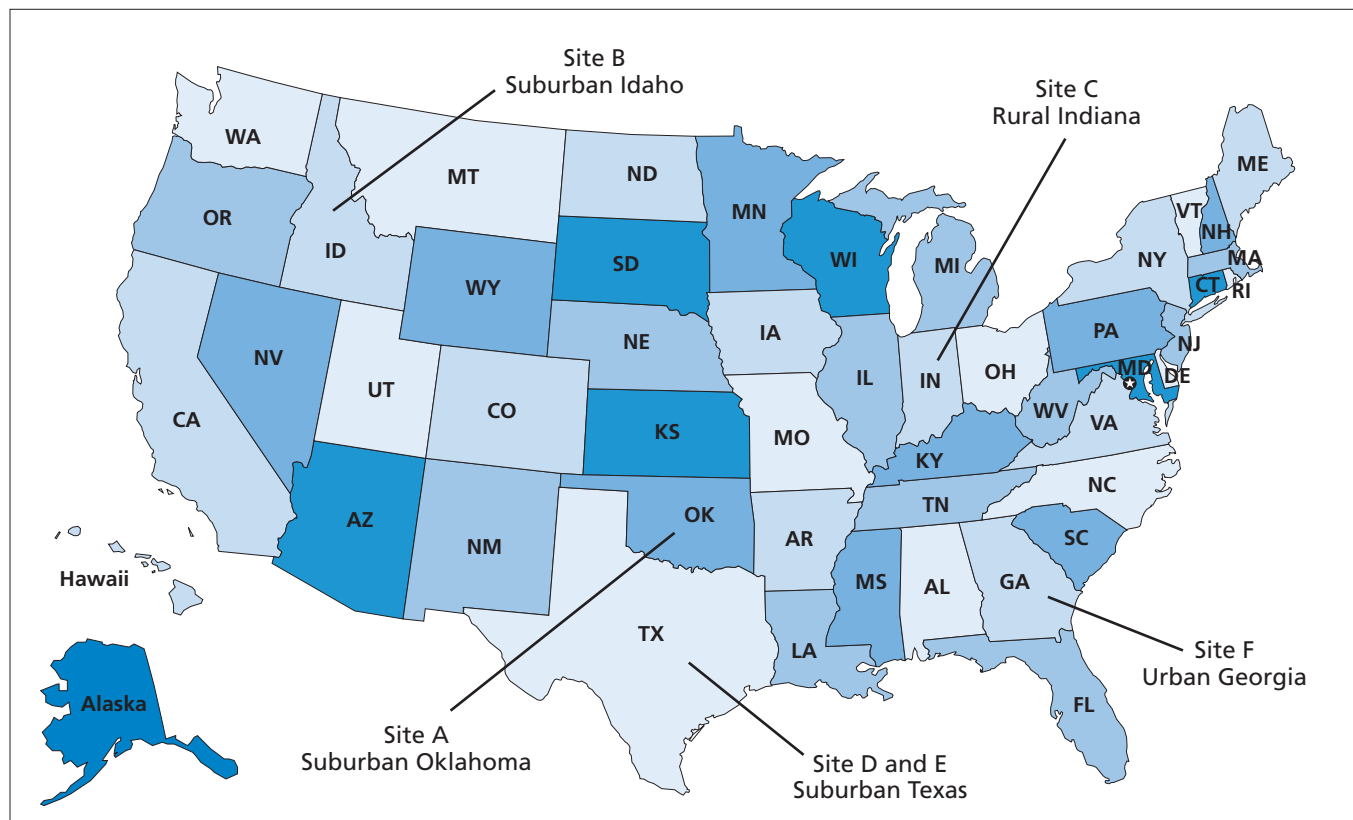 Site B
Suburban Idaho
Site C
Rural Indiana
WA
MT
ND
MN
ME
VT
NH
OR
ID
SD
WI
MI
NY
MA
CT
RI
WY
IA
PA
NJ
NV
NE
IL
IN
OH
MD
DE
UT
CO
KS
MO
WV
VA
CA
KY
NC
AZ
NM
OK
AR
TN
SC
Hawaii
MS
AL
GA
TX
LA
FL
Alaska
Site F
Urban Georgia
Site A
Suburban Oklahoma
Site D and E
Suburban Texas